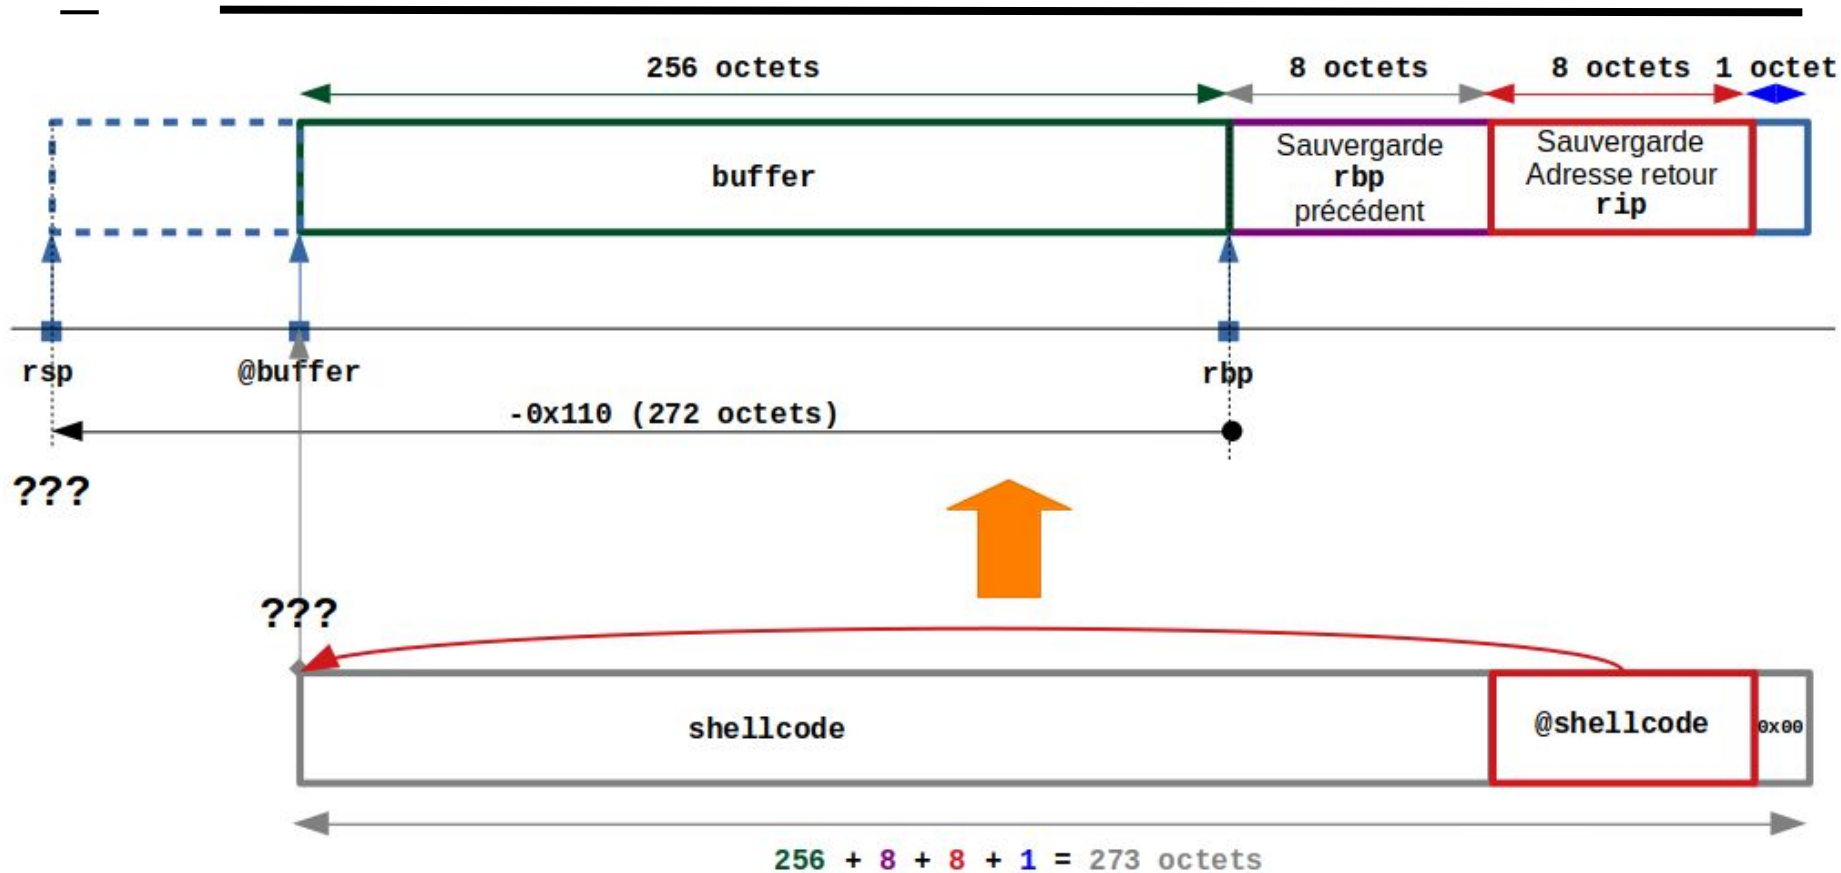 256 octets
8 octets
8 octets
1 octet
buffer
Sauvergarde
rbp
précédent
Sauvergarde
Adresse retour
rip
rsp
@buffer
rbp
-0x110 (272 octets)
???
???
shellcode
@shellcode
0x00
256 + 8 + 8 + 1 = 273 octets